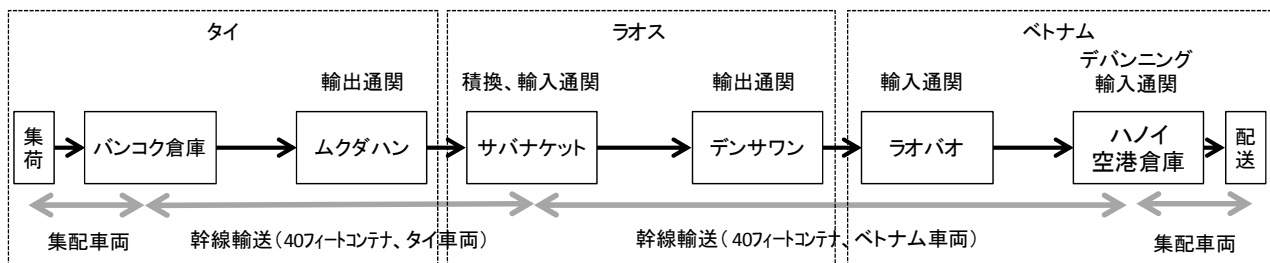 タイ
ラオス
ベトナム
輸出通関
積換、輸入通関
輸出通関
輸入通関
デバンニング
輸入通関
集荷
バンコク倉庫
ムクダハン
サバナケット
デンサワン
ラオバオ
ハノイ
空港倉庫
配送
集配車両
幹線輸送(40フィートコンテナ、タイ車両)
幹線輸送(40フィートコンテナ、ベトナム車両)
集配車両